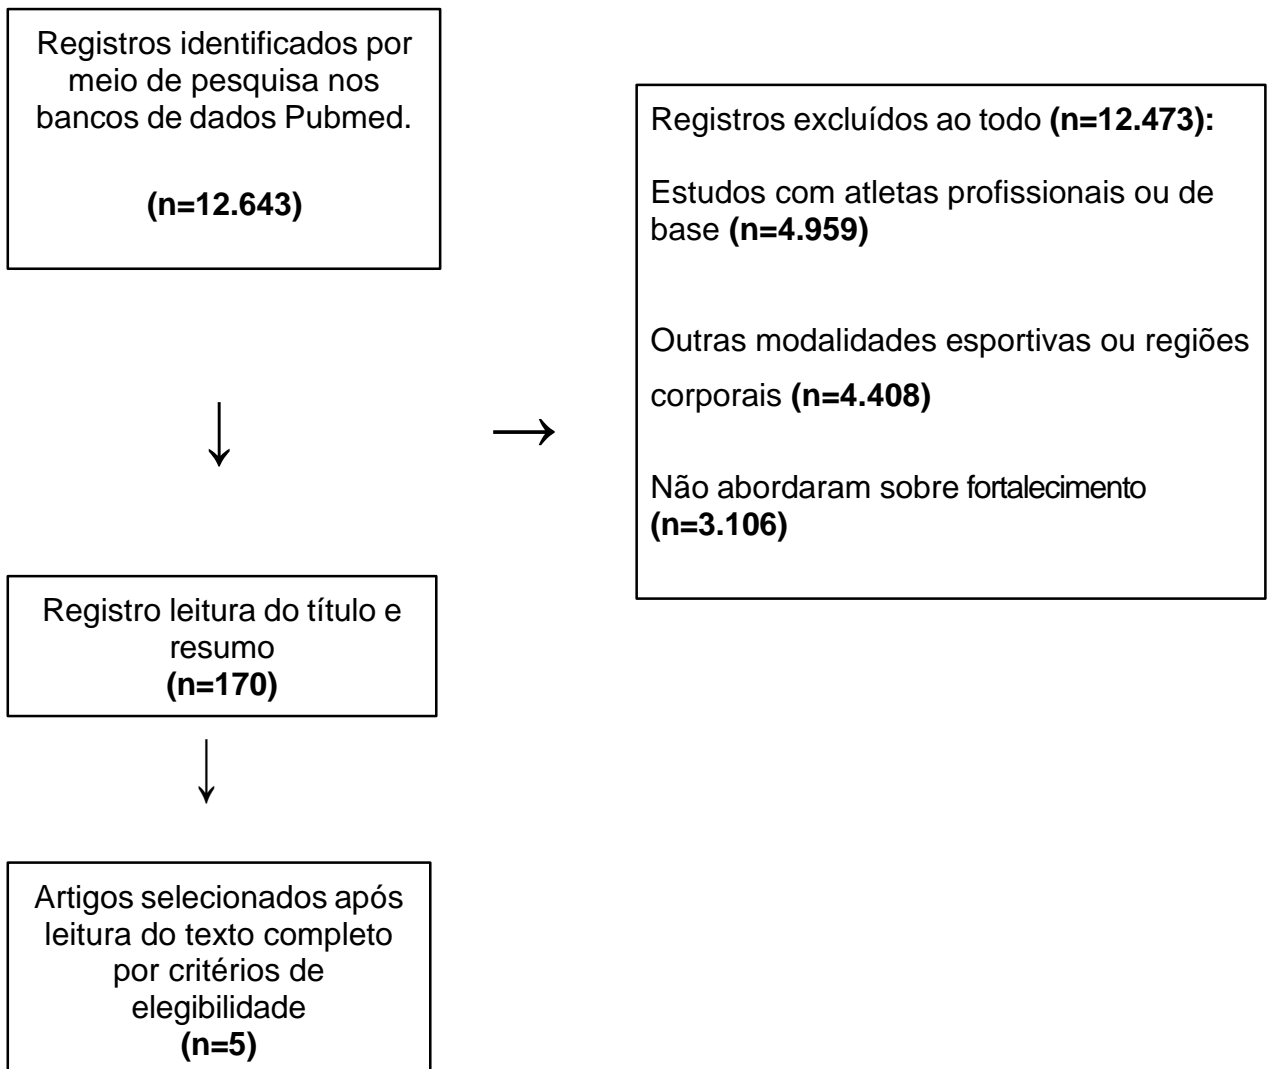 Registros identificados por
meio de pesquisa nos
bancos de dados Pubmed.
(n=12.643)
Registros excluídos ao todo (n=12.473):
Estudos com atletas profissionais ou de
base (n=4.959)
Outras modalidades esportivas ou regiões
corporais (n=4.408)
Não abordaram sobre fortalecimento
(n=3.106)
Registro leitura do título e
resumo
(n=170)
Artigos selecionados após
leitura do texto completo
por critérios de
elegibilidade
(n=5)